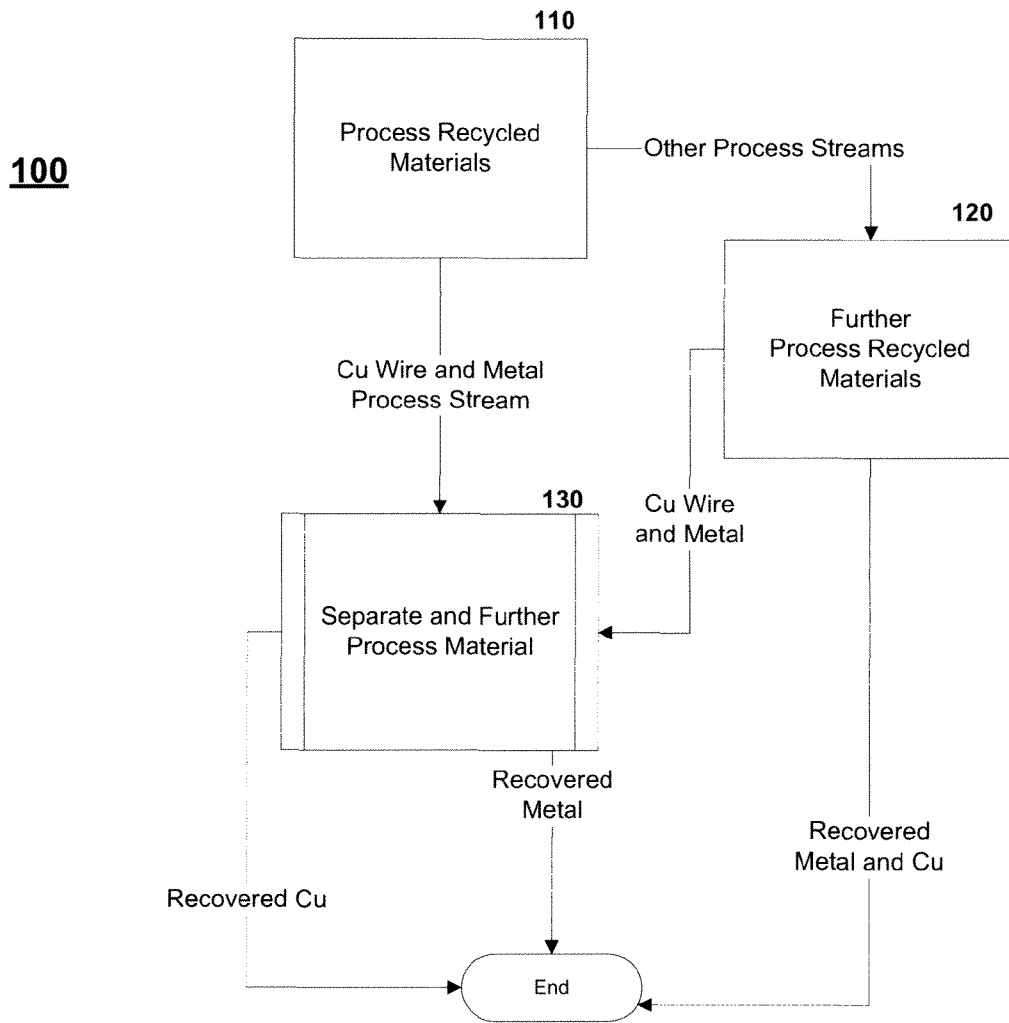 110
Process Recycled
Materials
100
Other Process Streams
120
Further
Process Recycled
Materials
Cu Wire and Metal
Process Stream
130
Cu Wire
and Metal
Separate and Further
Process Material
Recovered
Metal
Recovered
Metal and Cu
Recovered Cu
End